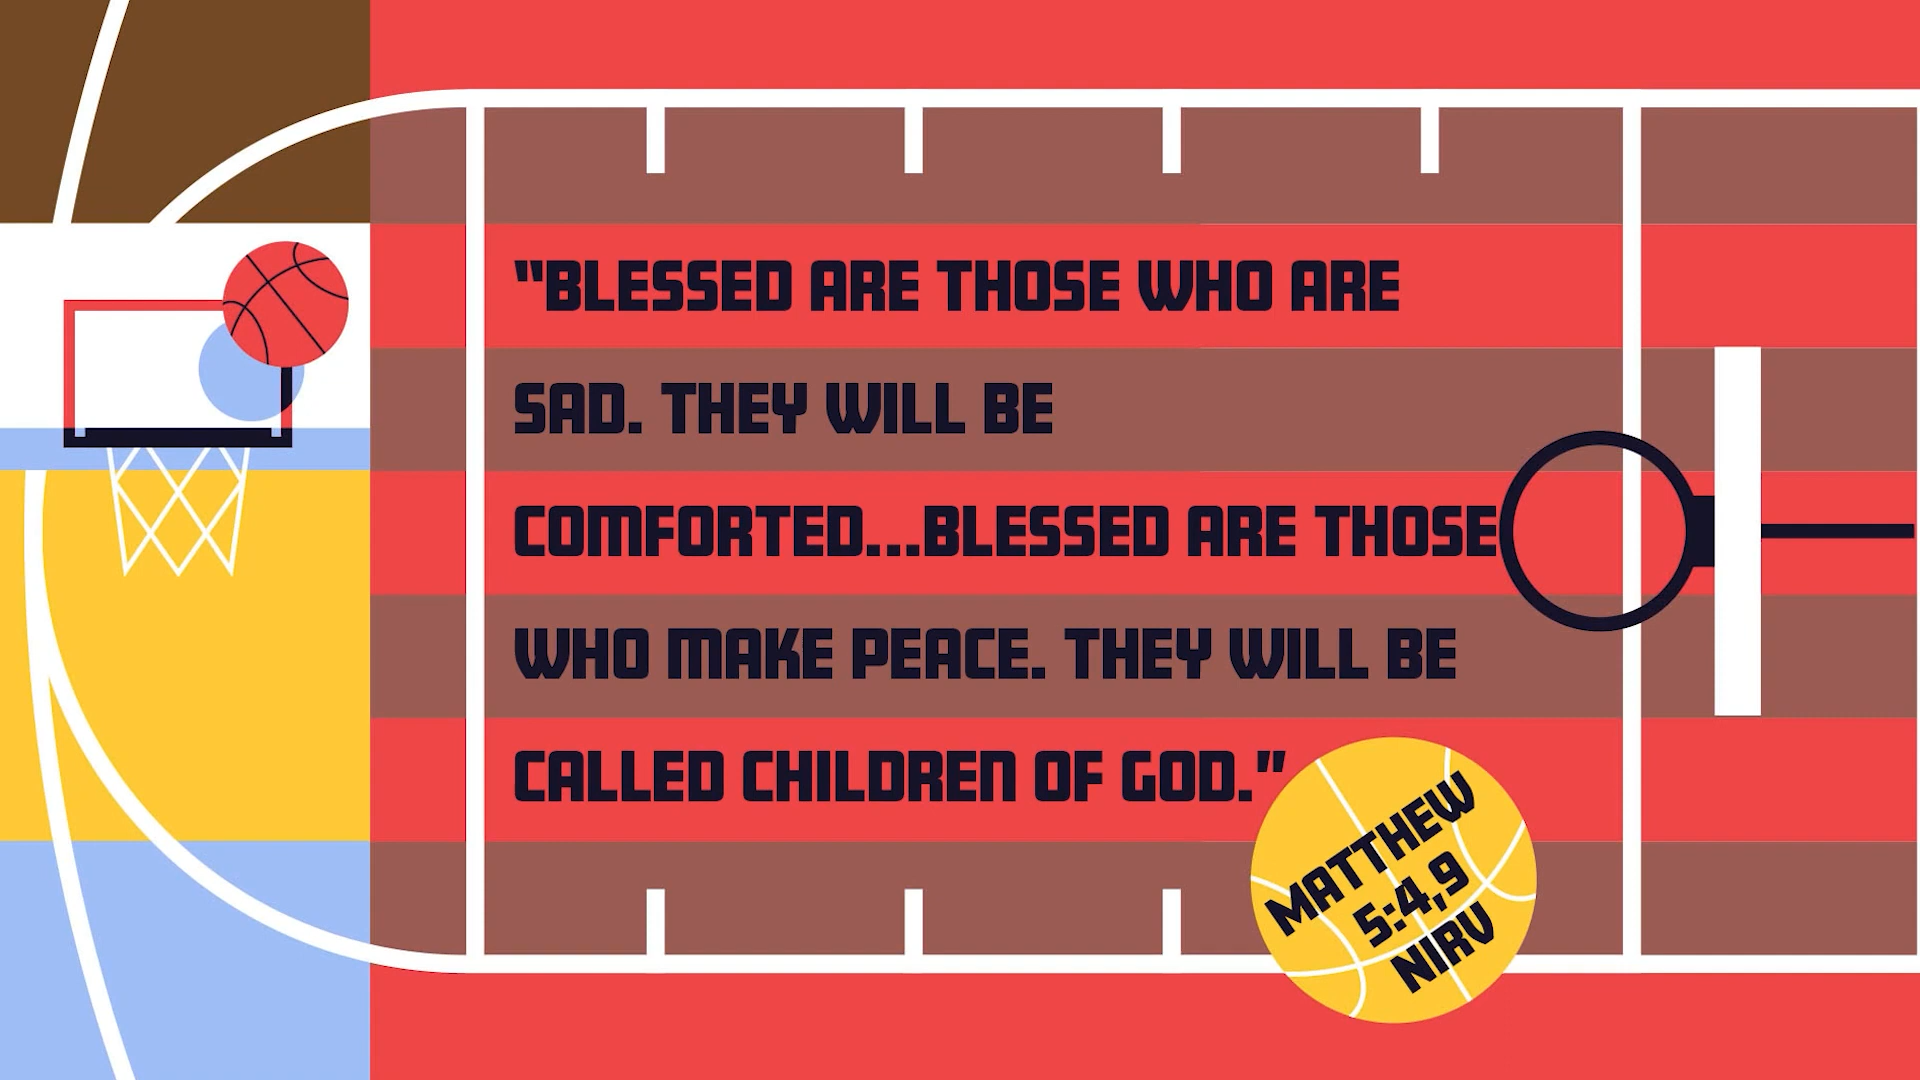 "BLESSED ARE THOSE WHO ARE
SAD. THEY WILL BE
COMFORTED...BLESSED ARE THOSE
WHO MAKE PEACE. THEY WILL BE
CALLED CHILDREN OF GOD."
MATTHEW
5:4,9
NIRV